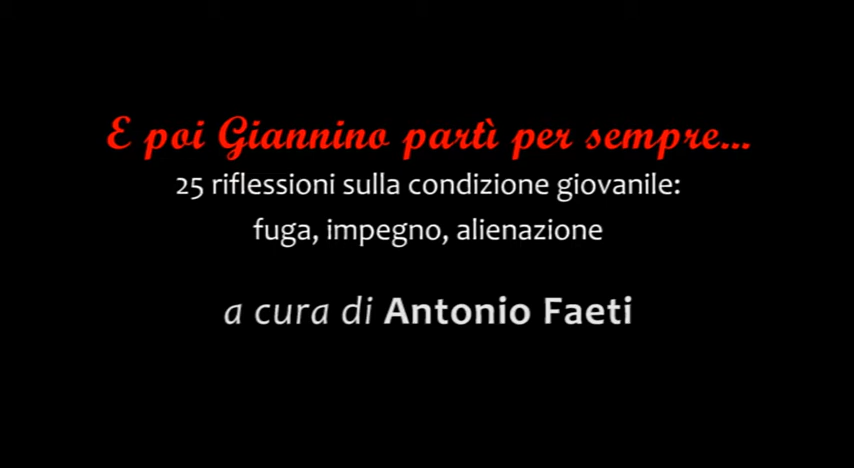 E poi Giannino partì per sempre...
25 riflessioni sulla condizione giovanile:
fuga, impegno, alienazione
a cura di Antonio Faeti